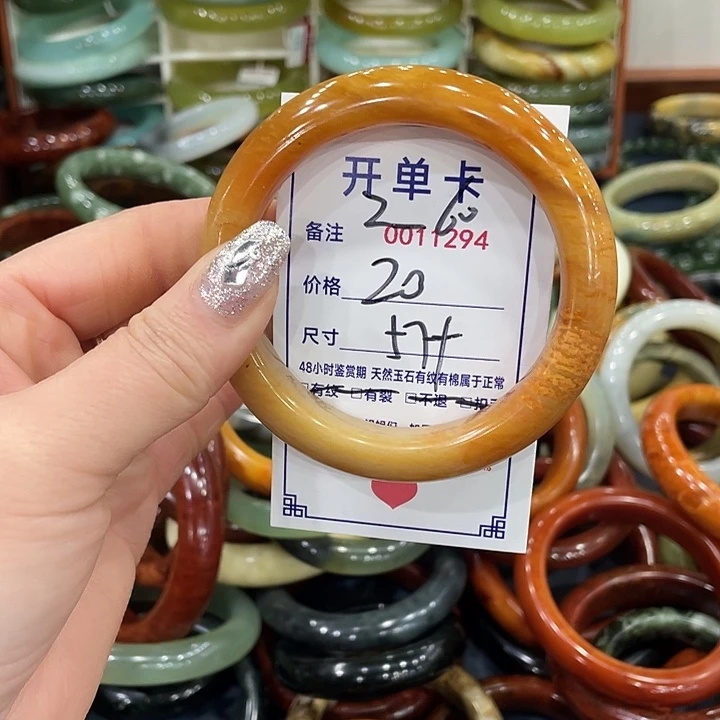 开单卡
2-60
备注 0011294
价格 20
尺寸 57+
48小时鉴赏期 天然玉石有纹有棉属于正常
□有纹 □有裂 □不退